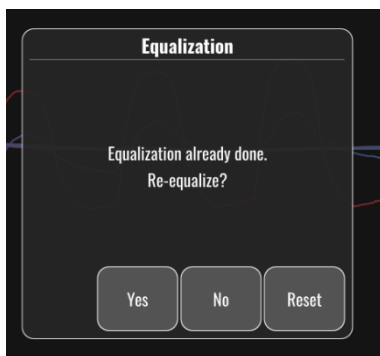 Equalization
Equalization already done.
Re-equalize?
Yes
No
Reset